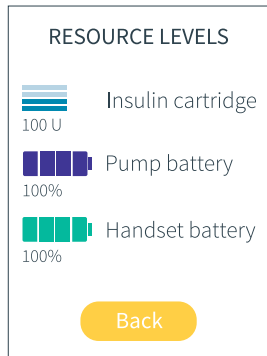 RESOURCE LEVELS
Insulin cartridge
100 U
Pump battery
100%
Handset battery
100%
Back